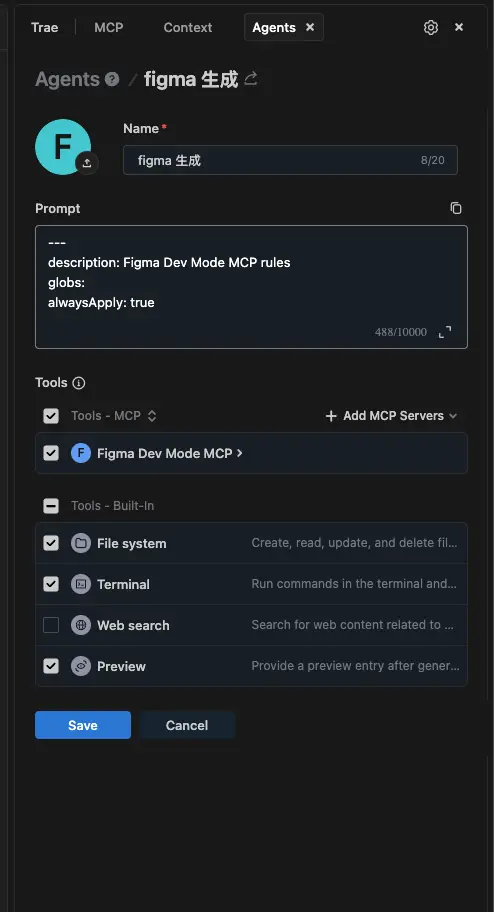 Trae MCP Context Agents
Agents / figma 生成
F
Name*
figma 生成 8/20
Prompt
---
description: Figma Dev Mode MCP rules
globs:
alwaysApply: true
488/10000
Tools
Tools - MCP Add MCP Servers
F Figma Dev Mode MCP
Tools - Built-In
File system Create, read, update, and delete fil...
Terminal Run commands in the terminal and...
Web search Search for web content related to ...
Preview Provide a preview entry after gener...
Save Cancel